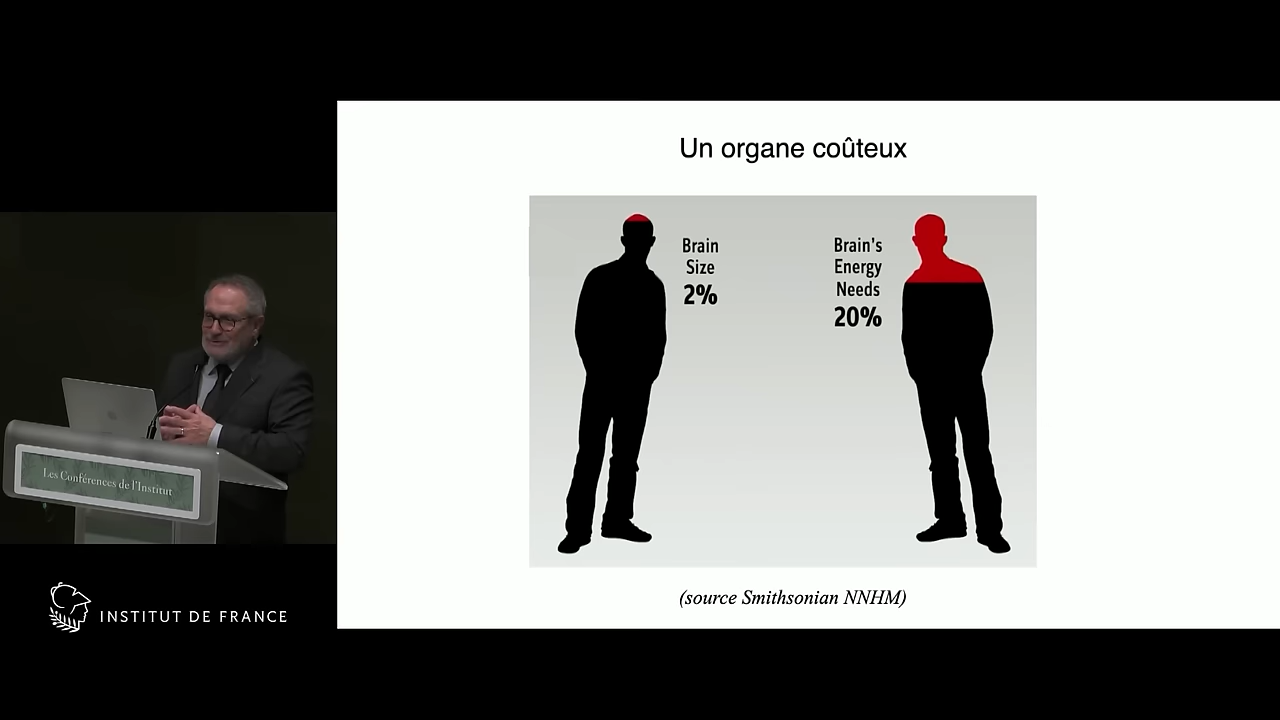 Un organe coûteux
Brain
Size
2%
Brain's
Energy
Needs
20%
(source Smithsonian NNHM)
Les Conférences de l'Institut
INSTITUT DE FRANCE